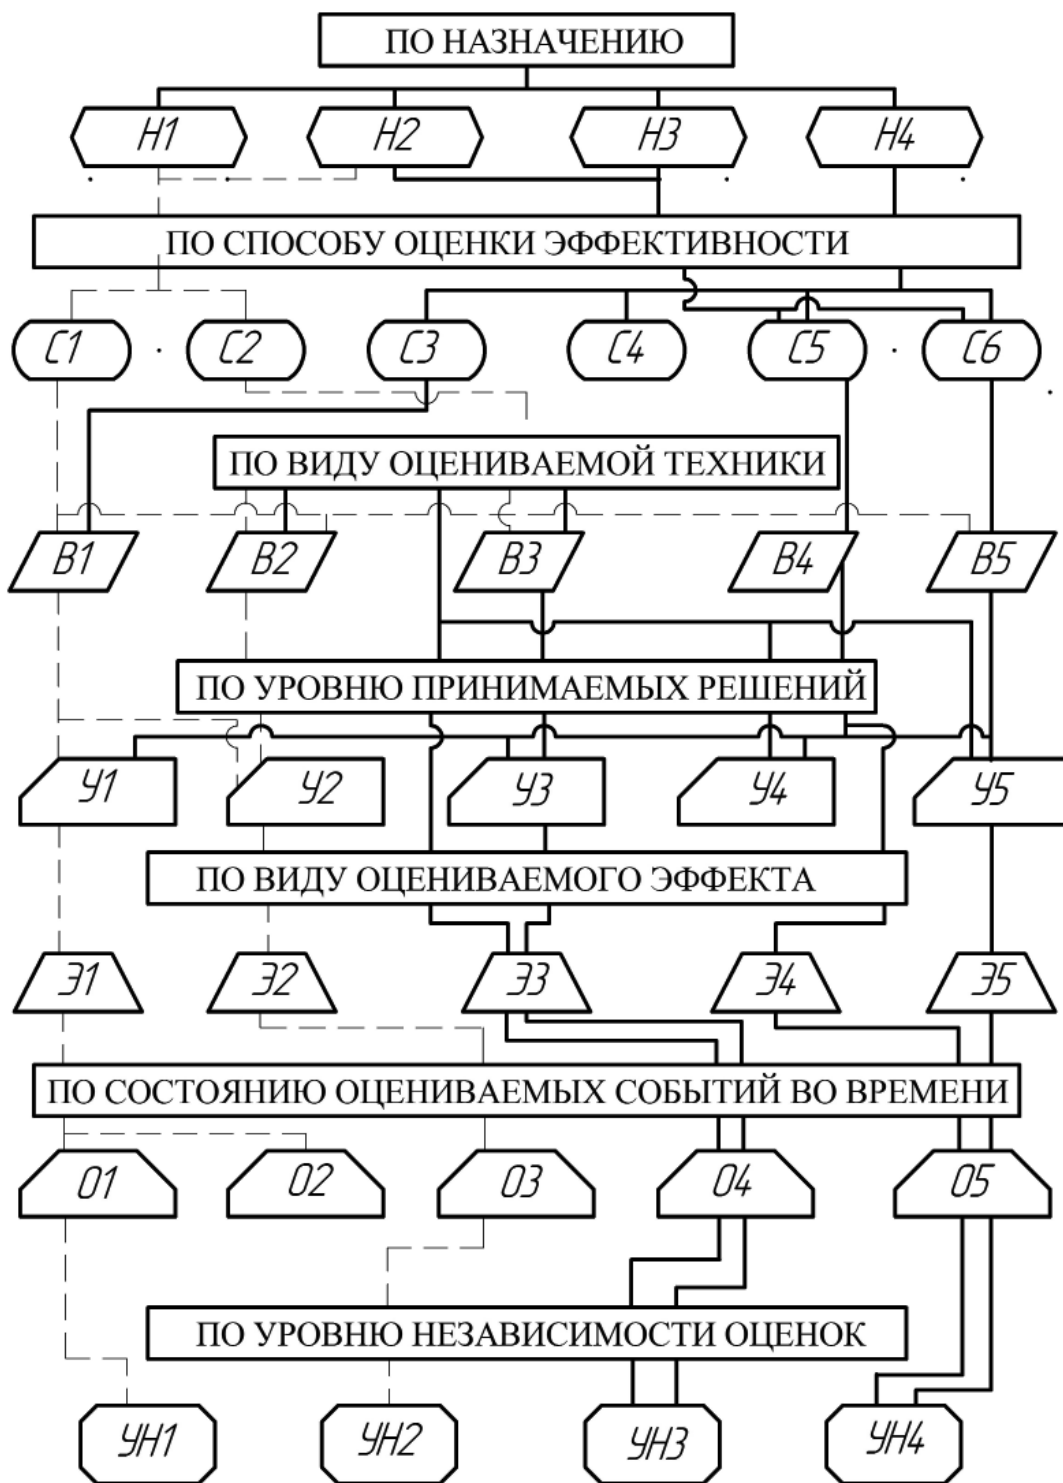 ПО НАЗНАЧЕНИЮ
Н1 Н2 Н3 Н4
ПО СПОСОБУ ОЦЕНКИ ЭФФЕКТИВНОСТИ
С1 С2 С3 С4 С5 С6
ПО ВИДУ ОЦЕНИВАЕМОЙ ТЕХНИКИ
В1 В2 В3 В4 В5
ПО УРОВНЮ ПРИНИМАЕМЫХ РЕШЕНИЙ
У1 У2 У3 У4 У5
ПО ВИДУ ОЦЕНИВАЕМОГО ЭФФЕКТА
Э1 Э2 Э3 Э4 Э5
ПО СОСТОЯНИЮ ОЦЕНИВАЕМЫХ СОБЫТИЙ ВО ВРЕМЕНИ
О1 О2 О3 О4 О5
ПО УРОВНЮ НЕЗАВИСИМОСТИ ОЦЕНОК
УН1 УН2 УН3 УН4